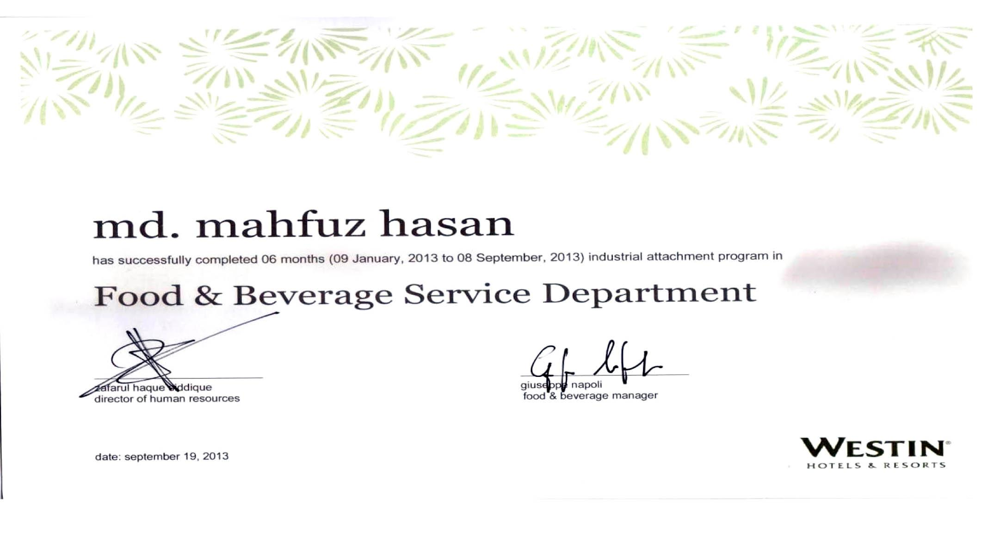 md. mahfuz hasan
has successfully completed 06 months (09 January, 2013 to 08 September, 2013) industrial attachment program in
Food & Beverage Service Department
zafarul haque siddique
director of human resources
giuseppe napoli
food & beverage manager
date: september 19, 2013
WESTIN®
HOTELS & RESORTS